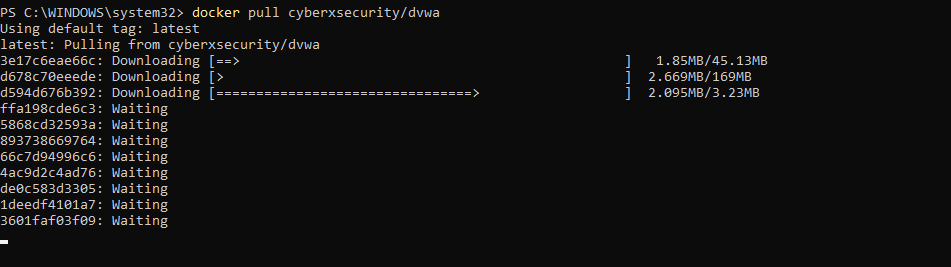 PS C:\WINDOWS\system32> docker pull cyberxsecurity/dvwa
Using default tag: latest
latest: Pulling from cyberxsecurity/dvwa
3e17c6eae66c: Downloading [==>                                                ]   1.85MB/45.13MB
d678c70eeede: Downloading [>                                                  ]  2.669MB/169MB
d594d676b392: Downloading [================================>                  ]  2.095MB/3.23MB
ffa198cde6c3: Waiting
5868cd32593a: Waiting
893738669764: Waiting
66c7d94996c6: Waiting
4ac9d2c4ad76: Waiting
de0c583d3305: Waiting
1deedf4101a7: Waiting
3601faf03f09: Waiting